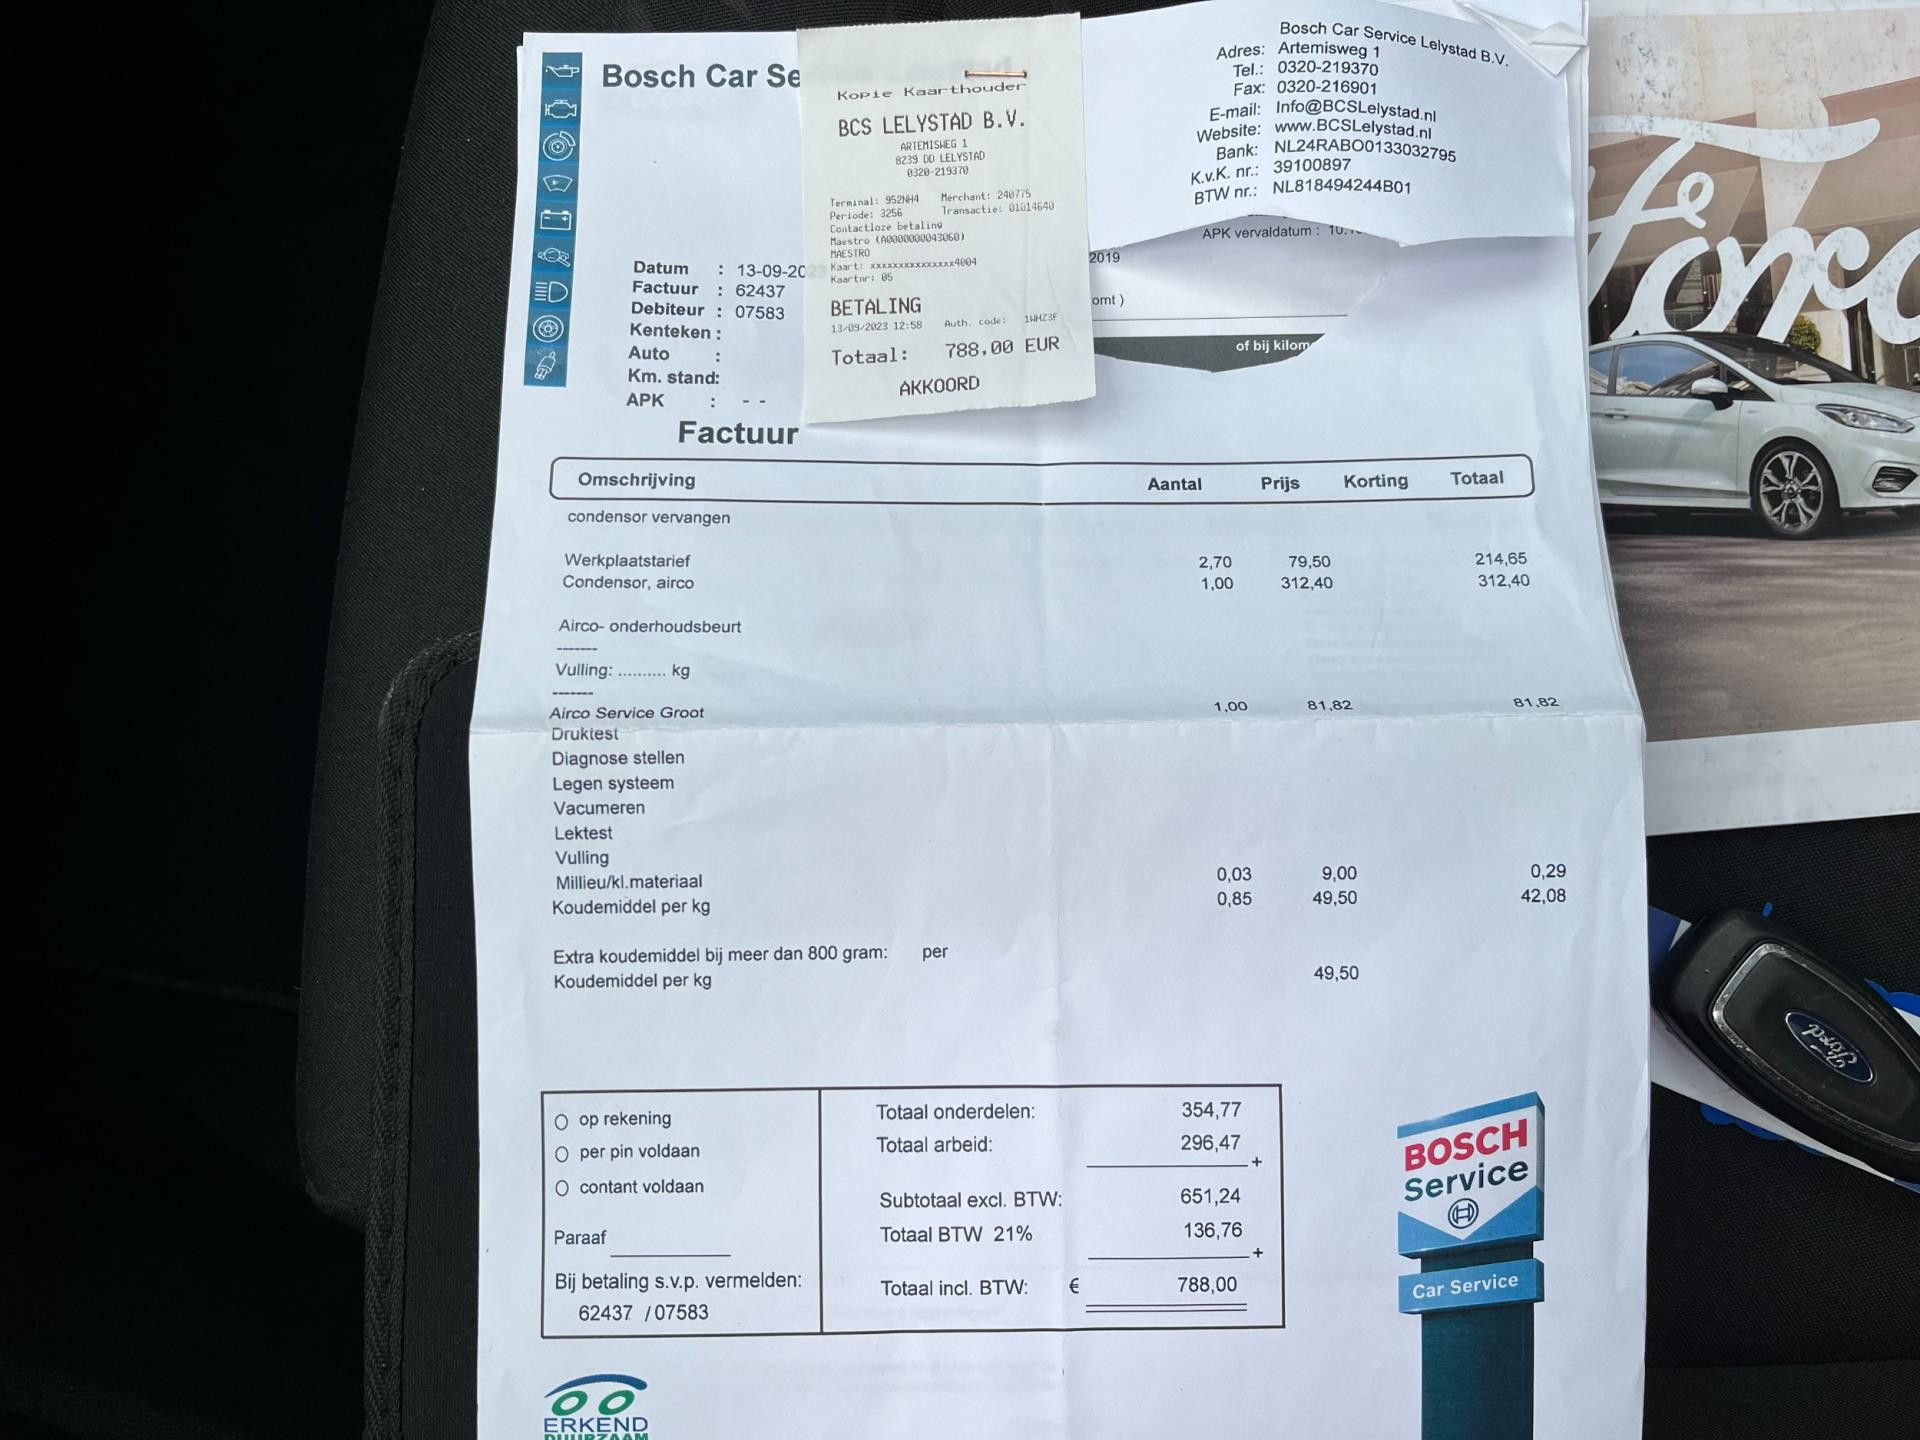 Bosch Car Se
Kopie Kaarthouder
BCS LELYSTAD B.V.
ARTEMISWEG 1
8239 DD LELYSTAD
0320-219370
Terminal: 952NH4 Merchant: 240775
Periode: 3256 Transactie: 01014640
Contactloze betaling
Maestro (A0000000043060)
MAESTRO
Kaart: xxxxxxxxxxxxxxx4004
Kaartnr: 05
BETALING
13/09/2023 12:58 Auth. code: 1WHZ3F
Totaal: 788,00 EUR
AKKOORD
Bosch Car Service Lelystad B.V.
Adres: Artemisweg 1
Tel.: 0320-219370
Fax: 0320-216901
E-mail: Info@BCSLelystad.nl
Website: www.BCSLelystad.nl
Bank: NL24RABO0133032795
K.v.K. nr.: 39100897
BTW nr.: NL818494244B01
APK vervaldatum : 10.
2019
omt )
of bij kilom
Datum : 13-09-2023
Factuur : 62437
Debiteur : 07583
Kenteken :
Auto :
Km. stand:
APK : - -
Factuur
Omschrijving Aantal Prijs Korting Totaal
condensor vervangen
Werkplaatstarief 2,70 79,50 214,65
Condensor, airco 1,00 312,40 312,40
Airco- onderhoudsbeurt
-------
Vulling: .......... kg
-------
Airco Service Groot 1,00 81,82 81,82
Druktest
Diagnose stellen
Legen systeem
Vacumeren
Lektest
Vulling
Millieu/kl.materiaal 0,03 9,00 0,29
Koudemiddel per kg 0,85 49,50 42,08
Extra koudemiddel bij meer dan 800 gram: per
Koudemiddel per kg 49,50
op rekening
per pin voldaan
contant voldaan
Paraaf
Bij betaling s.v.p. vermelden:
62437 / 07583
Totaal onderdelen: 354,77
Totaal arbeid: 296,47
+
Subtotaal excl. BTW: 651,24
Totaal BTW 21% 136,76
+
Totaal incl. BTW: € 788,00
BOSCH
Service
Car Service
ERKEND
DUURZAAM
Ford